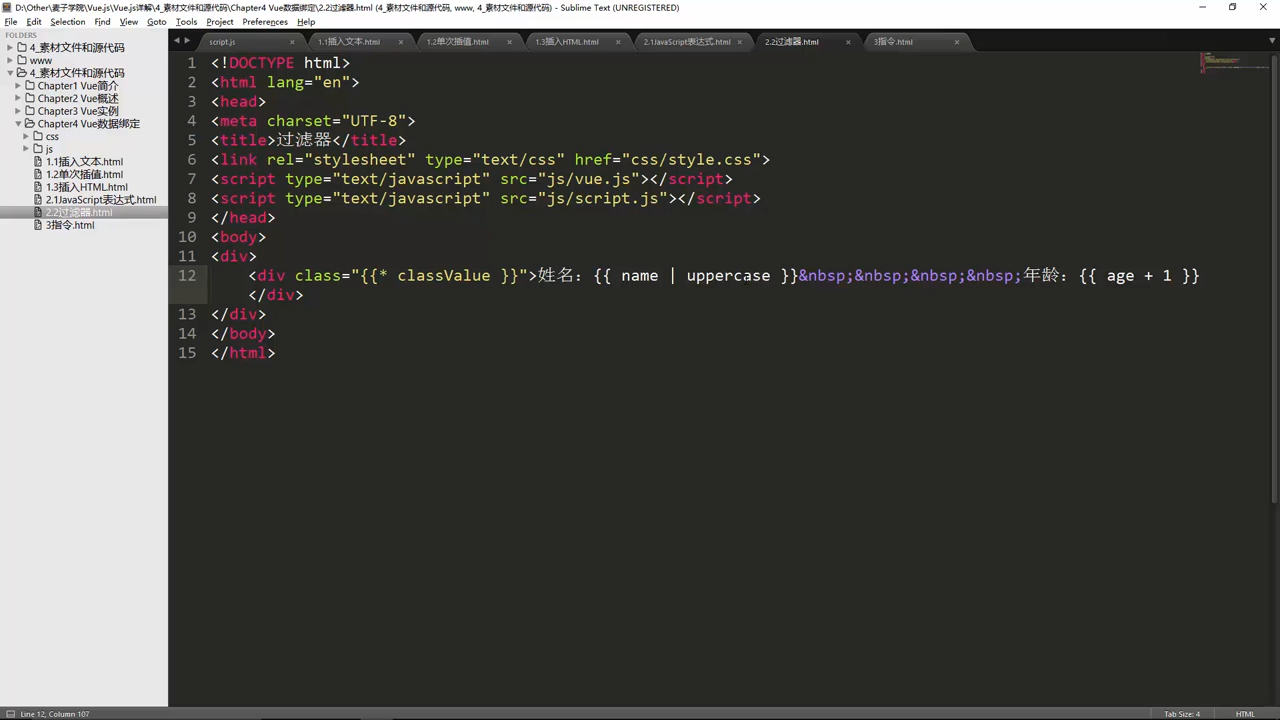 D:\Other\麦子学院\Vue.js\Vue.js详解\4_素材文件和源代码\Chapter4 Vue数据绑定\2.2过滤器.html (4_素材文件和源代码, www, 4_素材文件和源代码) - Sublime Text (UNREGISTERED)
File Edit Selection Find View Goto Tools Project Preferences Help
FOLDERS
4_素材文件和源代码
www
4_素材文件和源代码
Chapter1 Vue简介
Chapter2 Vue概述
Chapter3 Vue实例
Chapter4 Vue数据绑定
css
js
1.1插入文本.html
1.2单次插值.html
1.3插入HTML.html
2.1JavaScript表达式.html
2.2过滤器.html
3指令.html
script.js 1.1插入文本.html 1.2单次插值.html 1.3插入HTML.html 2.1JavaScript表达式.html 2.2过滤器.html 3指令.html
1 <!DOCTYPE html>
2 <html lang="en">
3 <head>
4 <meta charset="UTF-8">
5 <title>过滤器</title>
6 <link rel="stylesheet" type="text/css" href="css/style.css">
7 <script type="text/javascript" src="js/vue.js"></script>
8 <script type="text/javascript" src="js/script.js"></script>
9 </head>
10 <body>
11 <div>
12 <div class="{{* classValue }}">姓名：{{ name | uppercase }}&nbsp;&nbsp;&nbsp;&nbsp;年龄：{{ age + 1 }}
</div>
13 </div>
14 </body>
15 </html>
Line 12, Column 107
Tab Size: 4
HTML